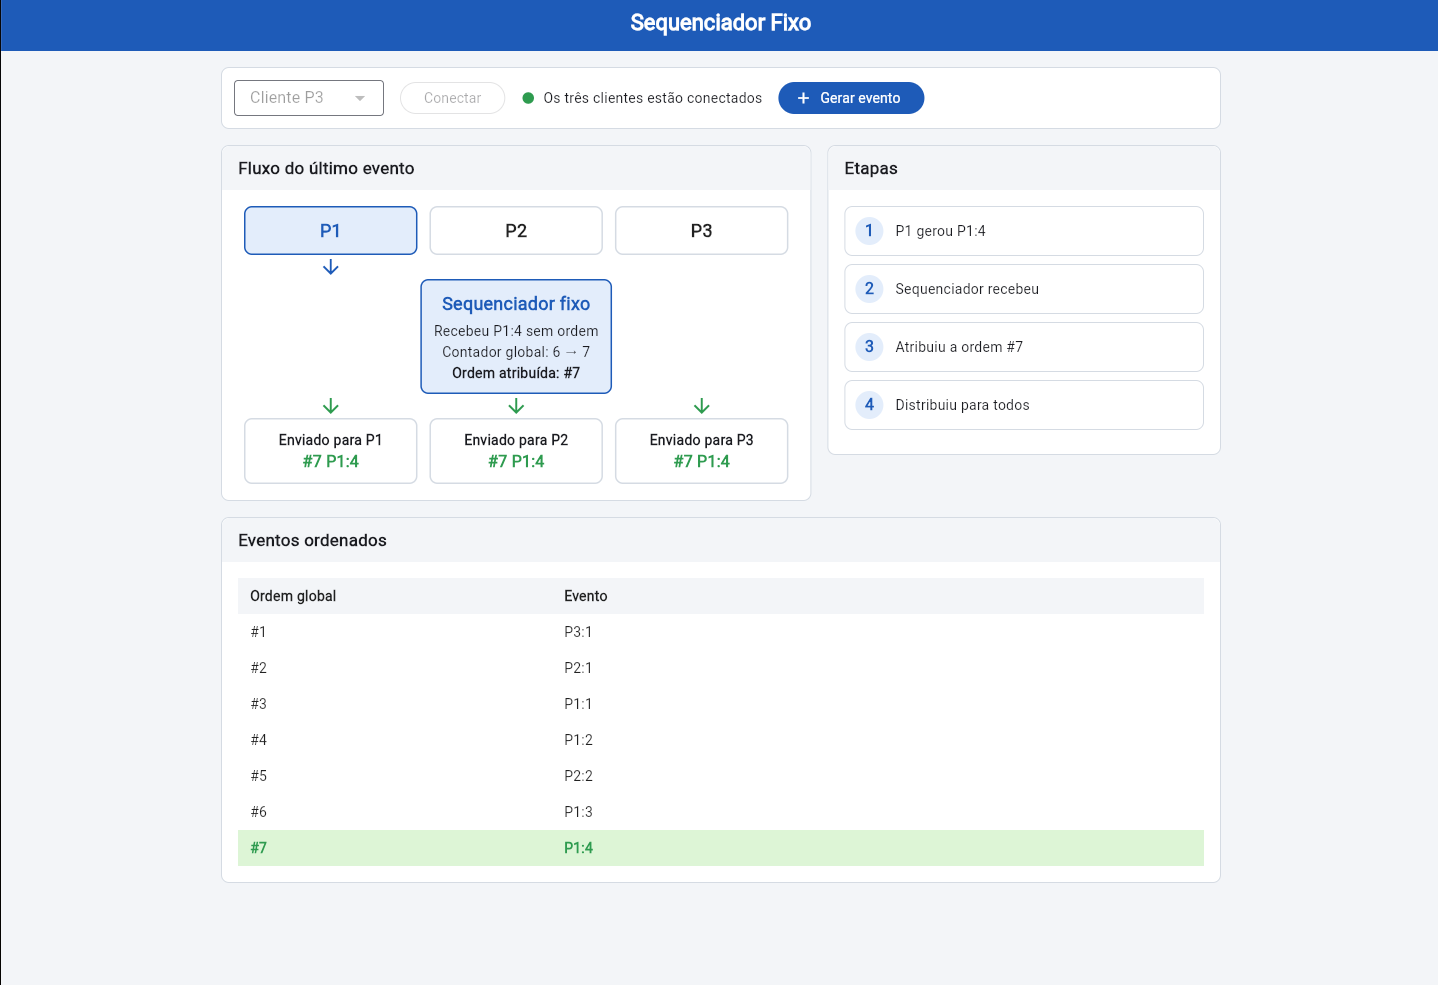 Sequenciador Fixo
Cliente P3
Conectar
Os três clientes estão conectados
+ Gerar evento
Fluxo do último evento
P1
P2
P3
Sequenciador fixo
Recebeu P1:4 sem ordem
Contador global: 6 → 7
Ordem atribuída: #7
Enviado para P1
#7 P1:4
Enviado para P2
#7 P1:4
Enviado para P3
#7 P1:4
Etapas
1 P1 gerou P1:4
2 Sequenciador recebeu
3 Atribuiu a ordem #7
4 Distribuiu para todos
Eventos ordenados
Ordem global Evento
#1 P3:1
#2 P2:1
#3 P1:1
#4 P1:2
#5 P2:2
#6 P1:3
#7 P1:4